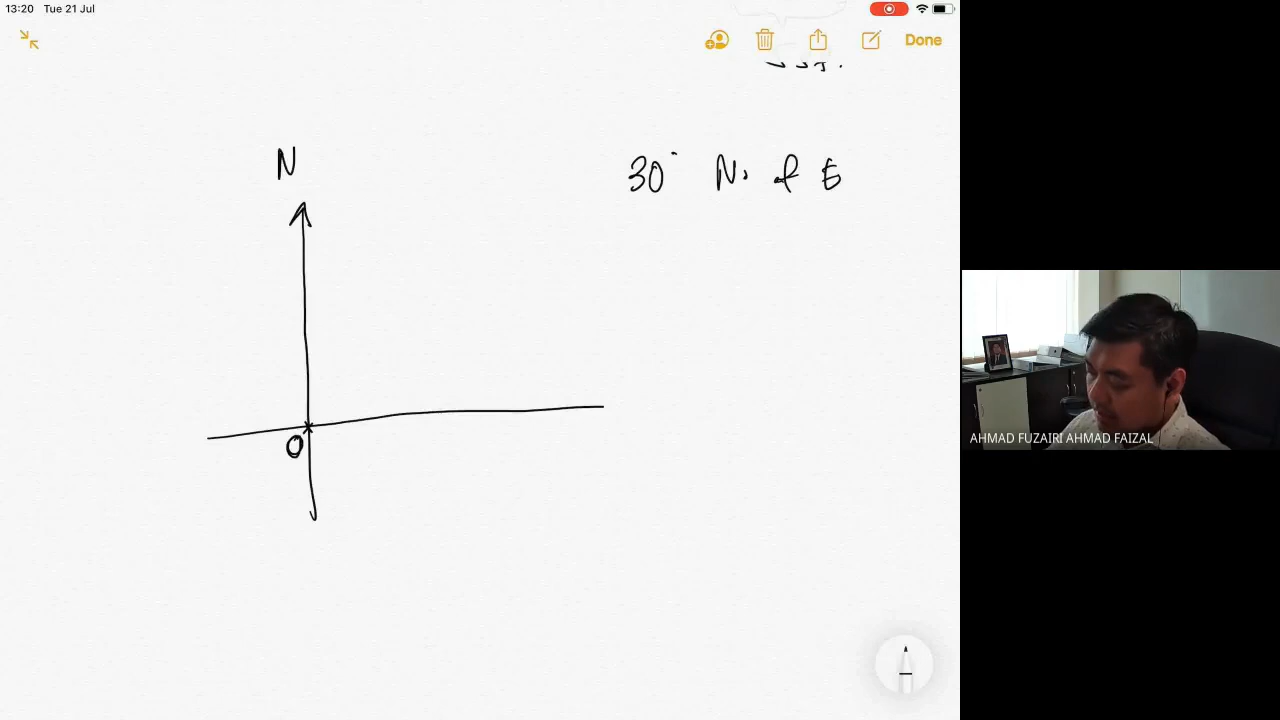 13:20 Tue 21 Jul
Done
N
30° N. of E
O
AHMAD FUZAIRI AHMAD FAIZAL